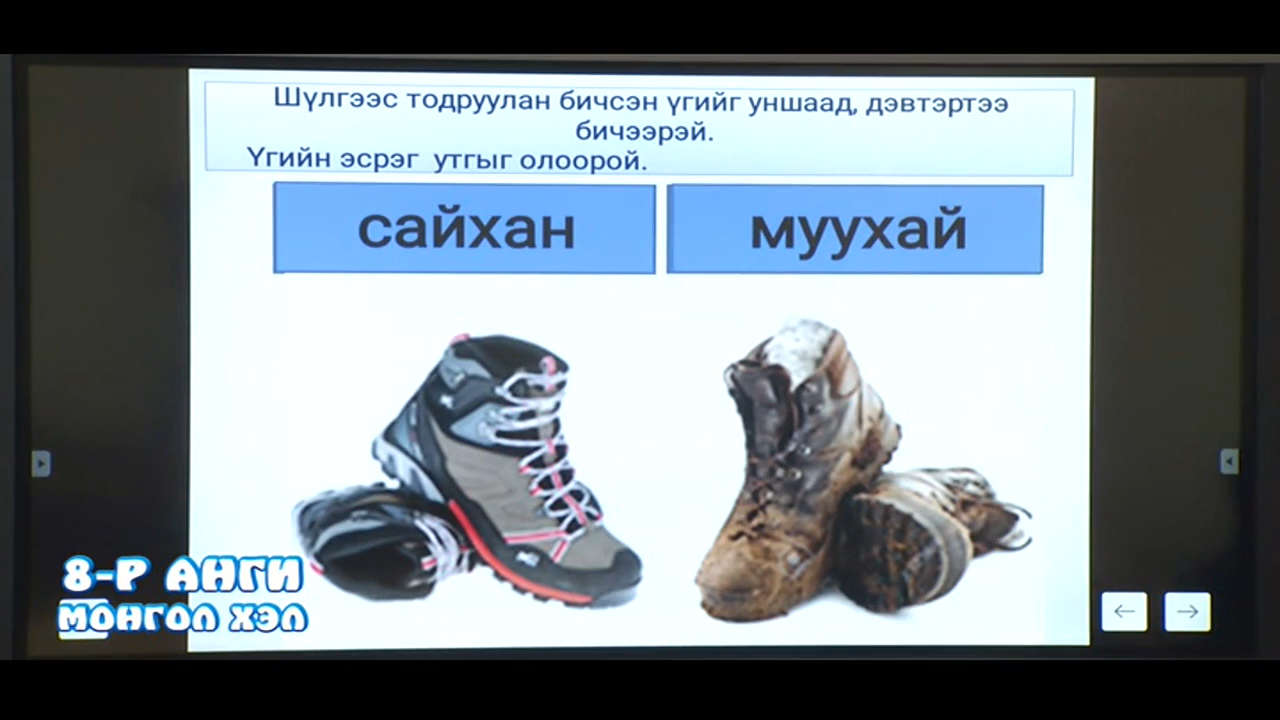 Шүлгээс тодруулан бичсэн үгийг уншаад, дэвтэртээ
бичээрэй.
Үгийн эсрэг утгыг олоорой.
сайхан муухай
8-Р АНГИ
МОНГОЛ ХЭЛ